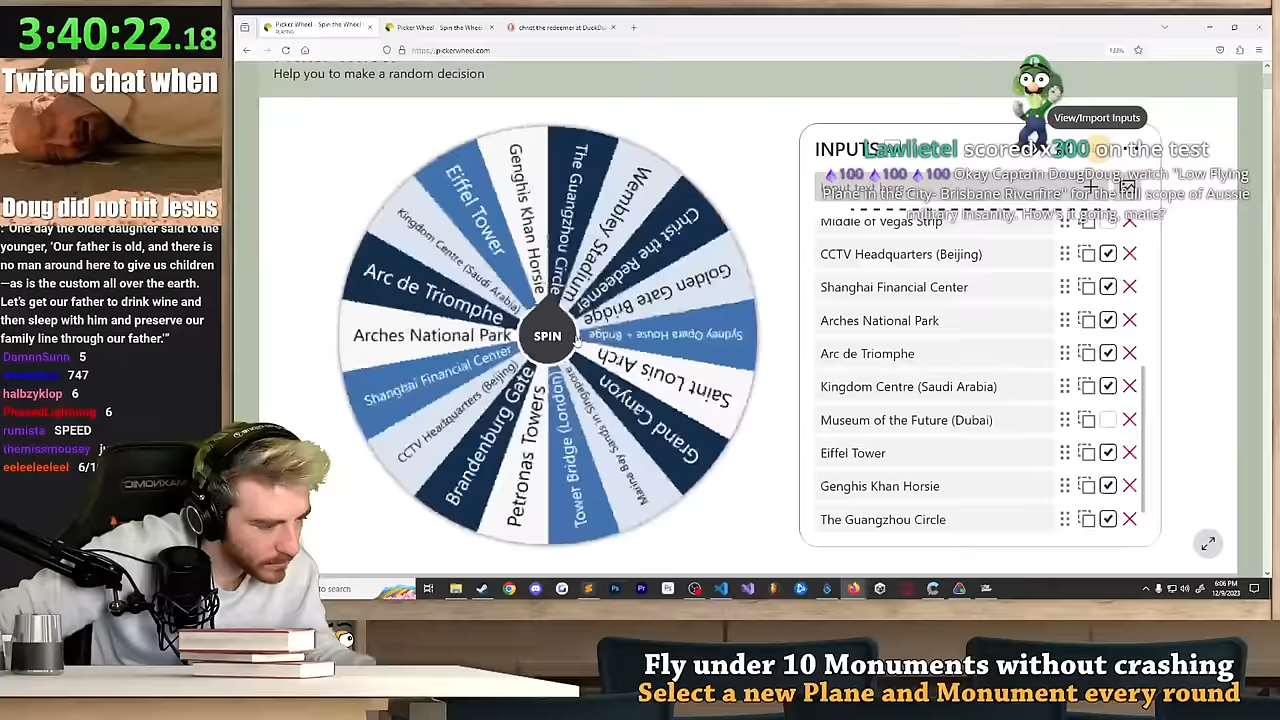 3:40:22.18
Twitch chat when
Doug did not hit Jesus
: "One day the older daughter said to the
younger, 'Our father is old, and there is
no man around here to give us children
—as is the custom all over the earth.
Let's get our father to drink wine and
then sleep with him and preserve our
family line through our father.'"
DamnnSunn 5
747
halbzyklop 6
PhasedLightning 6
rumista SPEED
themissmousey
eeleeleeleel 6/1
Picker Wheel - Spin the Wheel
PLAYING
Picker Wheel - Spin the Wheel
christ the redeemer at DuckDu
https://pickerwheel.com
133%
Help you to make a random decision
The Guangzhou Circle
Wembley Stadium
Christ the Redeemer
Golden Gate Bridge
Sydney Opera House + Bridge
Saint Louis Arch
Grand Canyon
Marina Bay Sands in Singapore
Tower Bridge (London)
Petronas Towers
Brandenburg Gate
CCTV Headquarters (Beijing)
Shanghai Financial Center
Arches National Park
Arc de Triomphe
Kingdom Centre (Saudi Arabia)
Eiffel Tower
Genghis Khan Horsie
SPIN
View/Import Inputs
INPUTS
Lawlietel scored x300 on the test
100 100 100 Okay Captain DougDoug, watch "Low Flying
Plane in the City- Brisbane Riverfire" for the full scope of Aussie
military insanity. How's it going, mate?
Middle of Vegas Strip
CCTV Headquarters (Beijing)
Shanghai Financial Center
Arches National Park
Arc de Triomphe
Kingdom Centre (Saudi Arabia)
Museum of the Future (Dubai)
Eiffel Tower
Genghis Khan Horsie
The Guangzhou Circle
to search
6:06 PM
12/9/2023
Fly under 10 Monuments without crashing
Select a new Plane and Monument every round